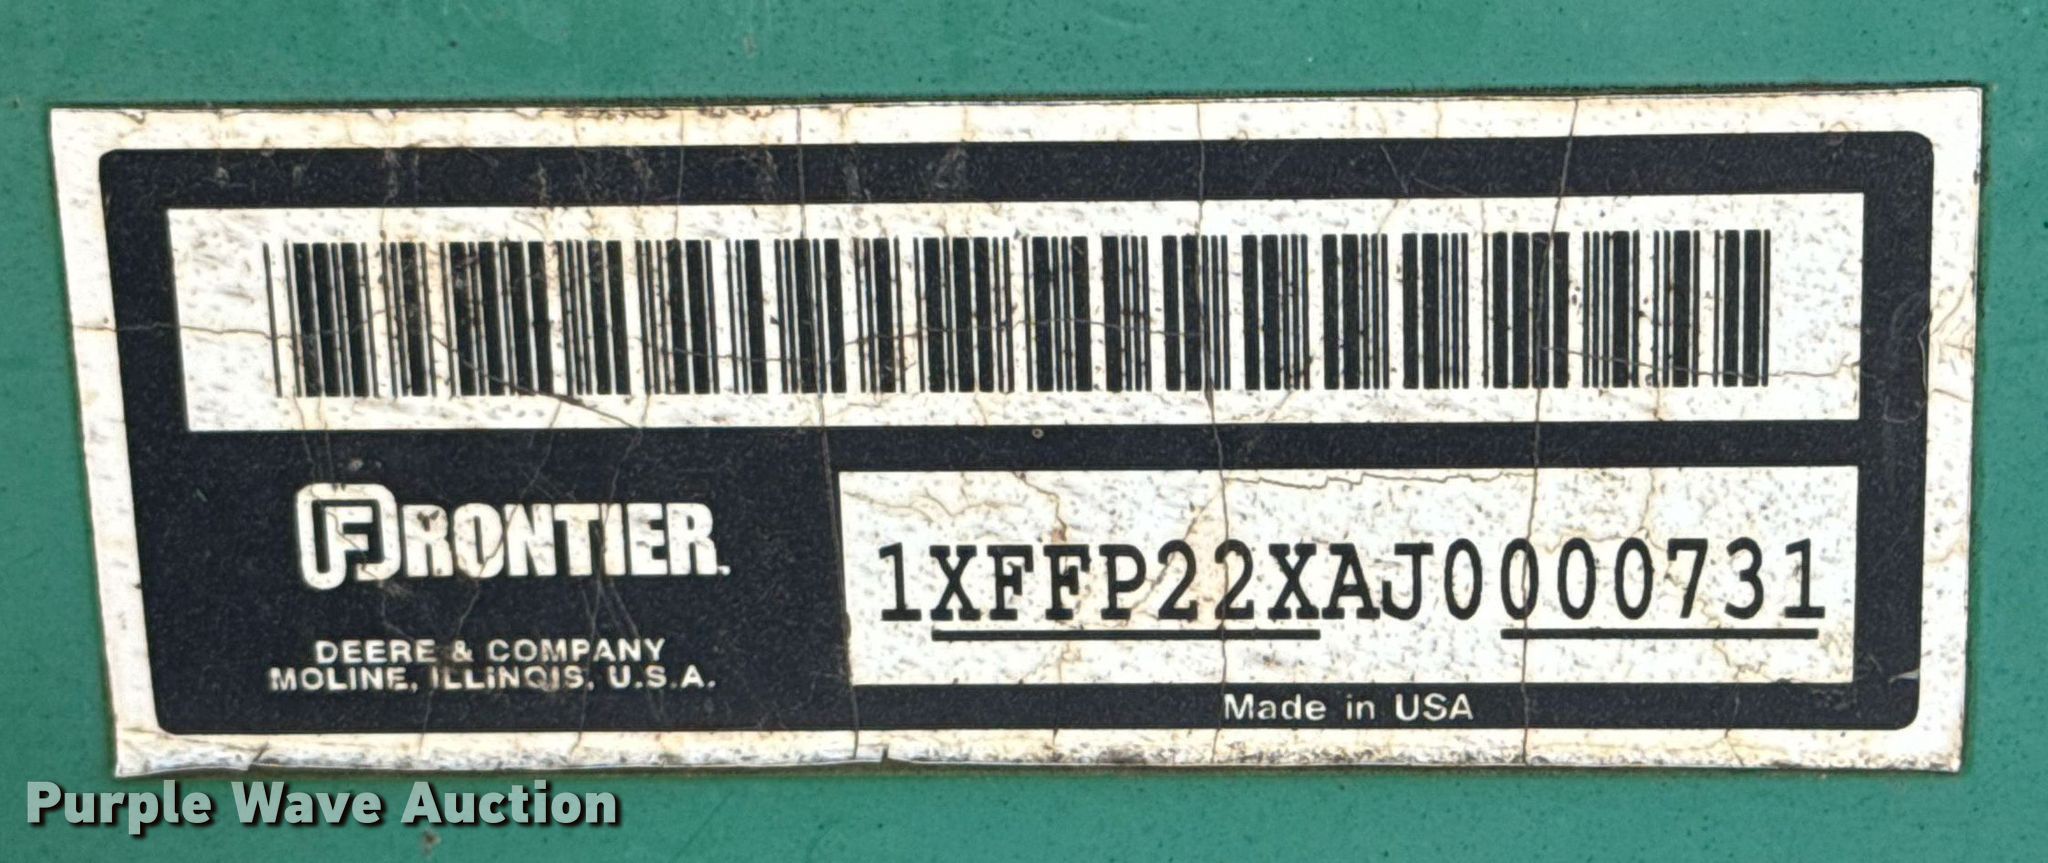 FRONTIER
DEERE & COMPANY
MOLINE, ILLINOIS, U.S.A.
1XFFP22XAJ0000731
Made in USA
Purple Wave Auction